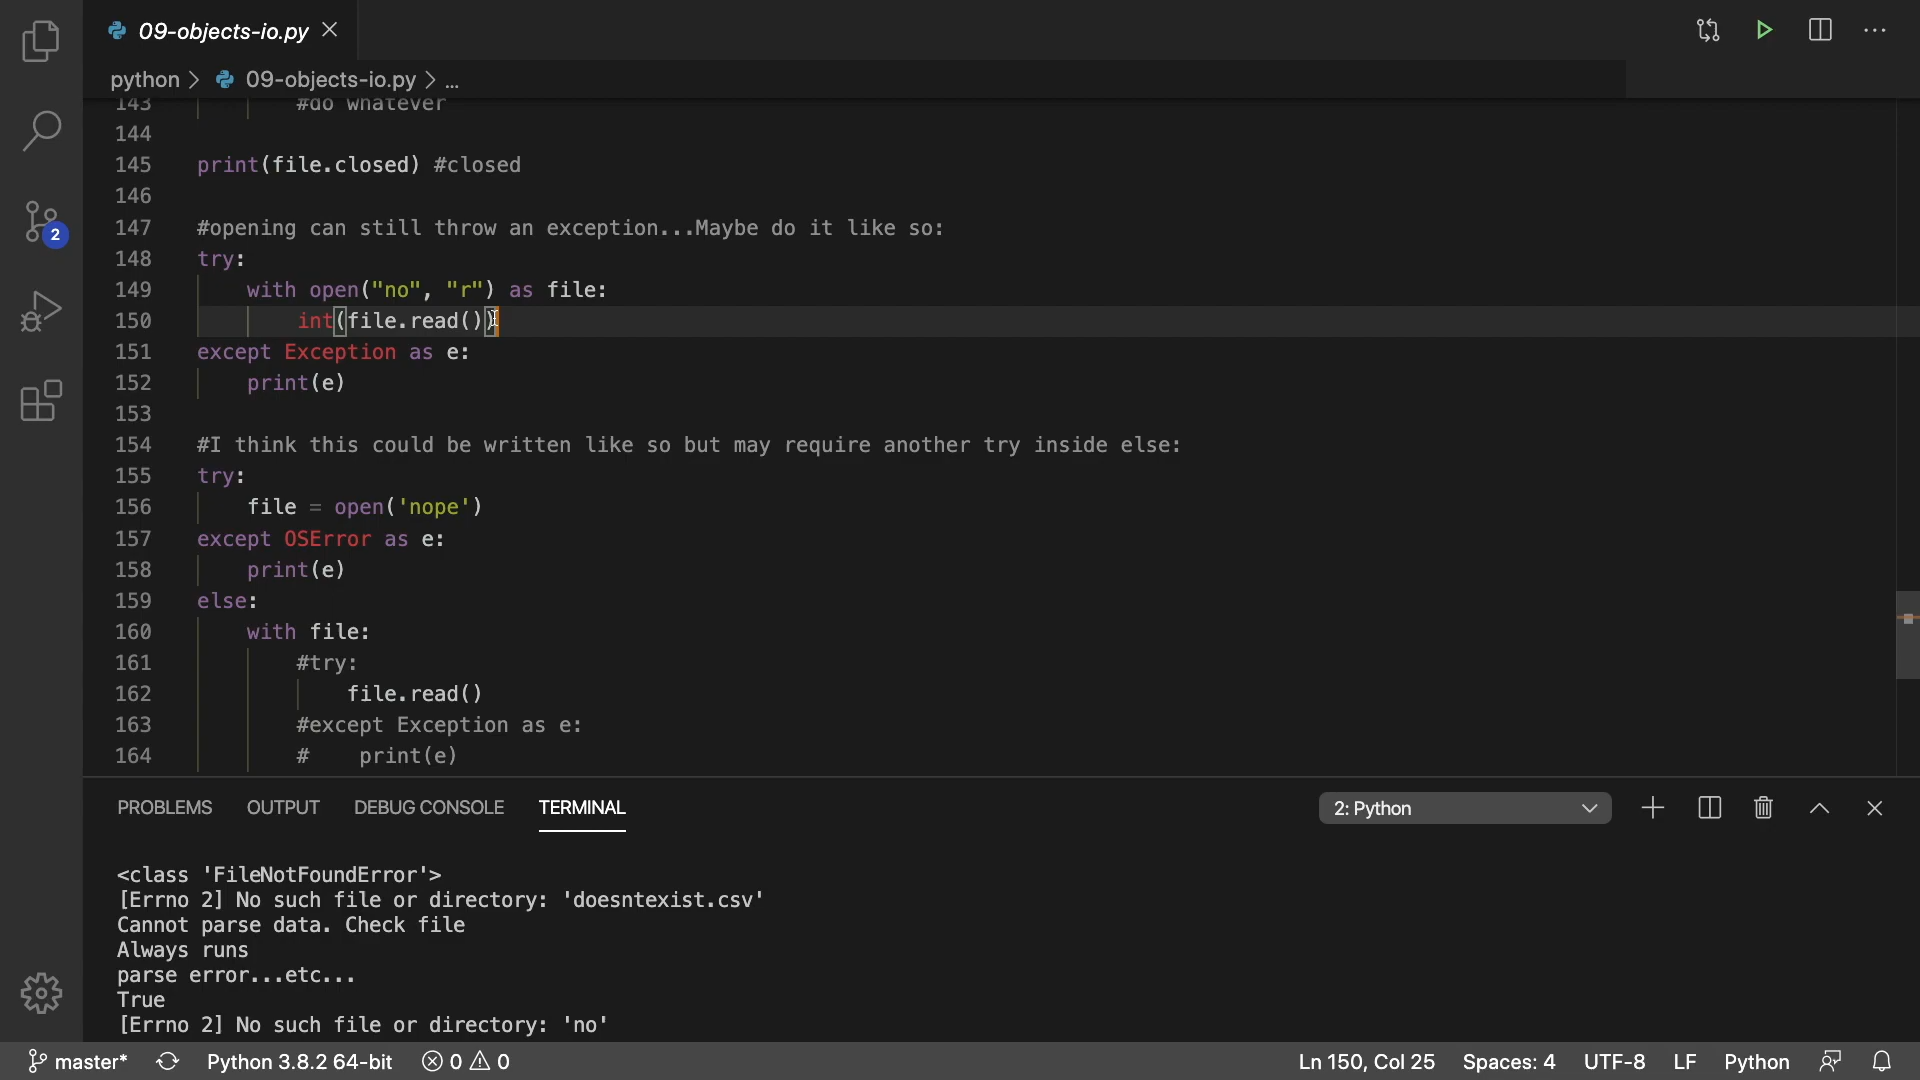 09-objects-io.py
python > 09-objects-io.py > ...
143 #do whatever
144
145 print(file.closed) #closed
146
147 #opening can still throw an exception...Maybe do it like so:
148 try:
149 with open("no", "r") as file:
150 int(file.read())
151 except Exception as e:
152 print(e)
153
154 #I think this could be written like so but may require another try inside else:
155 try:
156 file = open('nope')
157 except OSError as e:
158 print(e)
159 else:
160 with file:
161 #try:
162 file.read()
163 #except Exception as e:
164 # print(e)
2
PROBLEMS OUTPUT DEBUG CONSOLE TERMINAL 2: Python
<class 'FileNotFoundError'>
[Errno 2] No such file or directory: 'doesntexist.csv'
Cannot parse data. Check file
Always runs
parse error...etc...
True
[Errno 2] No such file or directory: 'no'
master* Python 3.8.2 64-bit 0 0 Ln 150, Col 25 Spaces: 4 UTF-8 LF Python